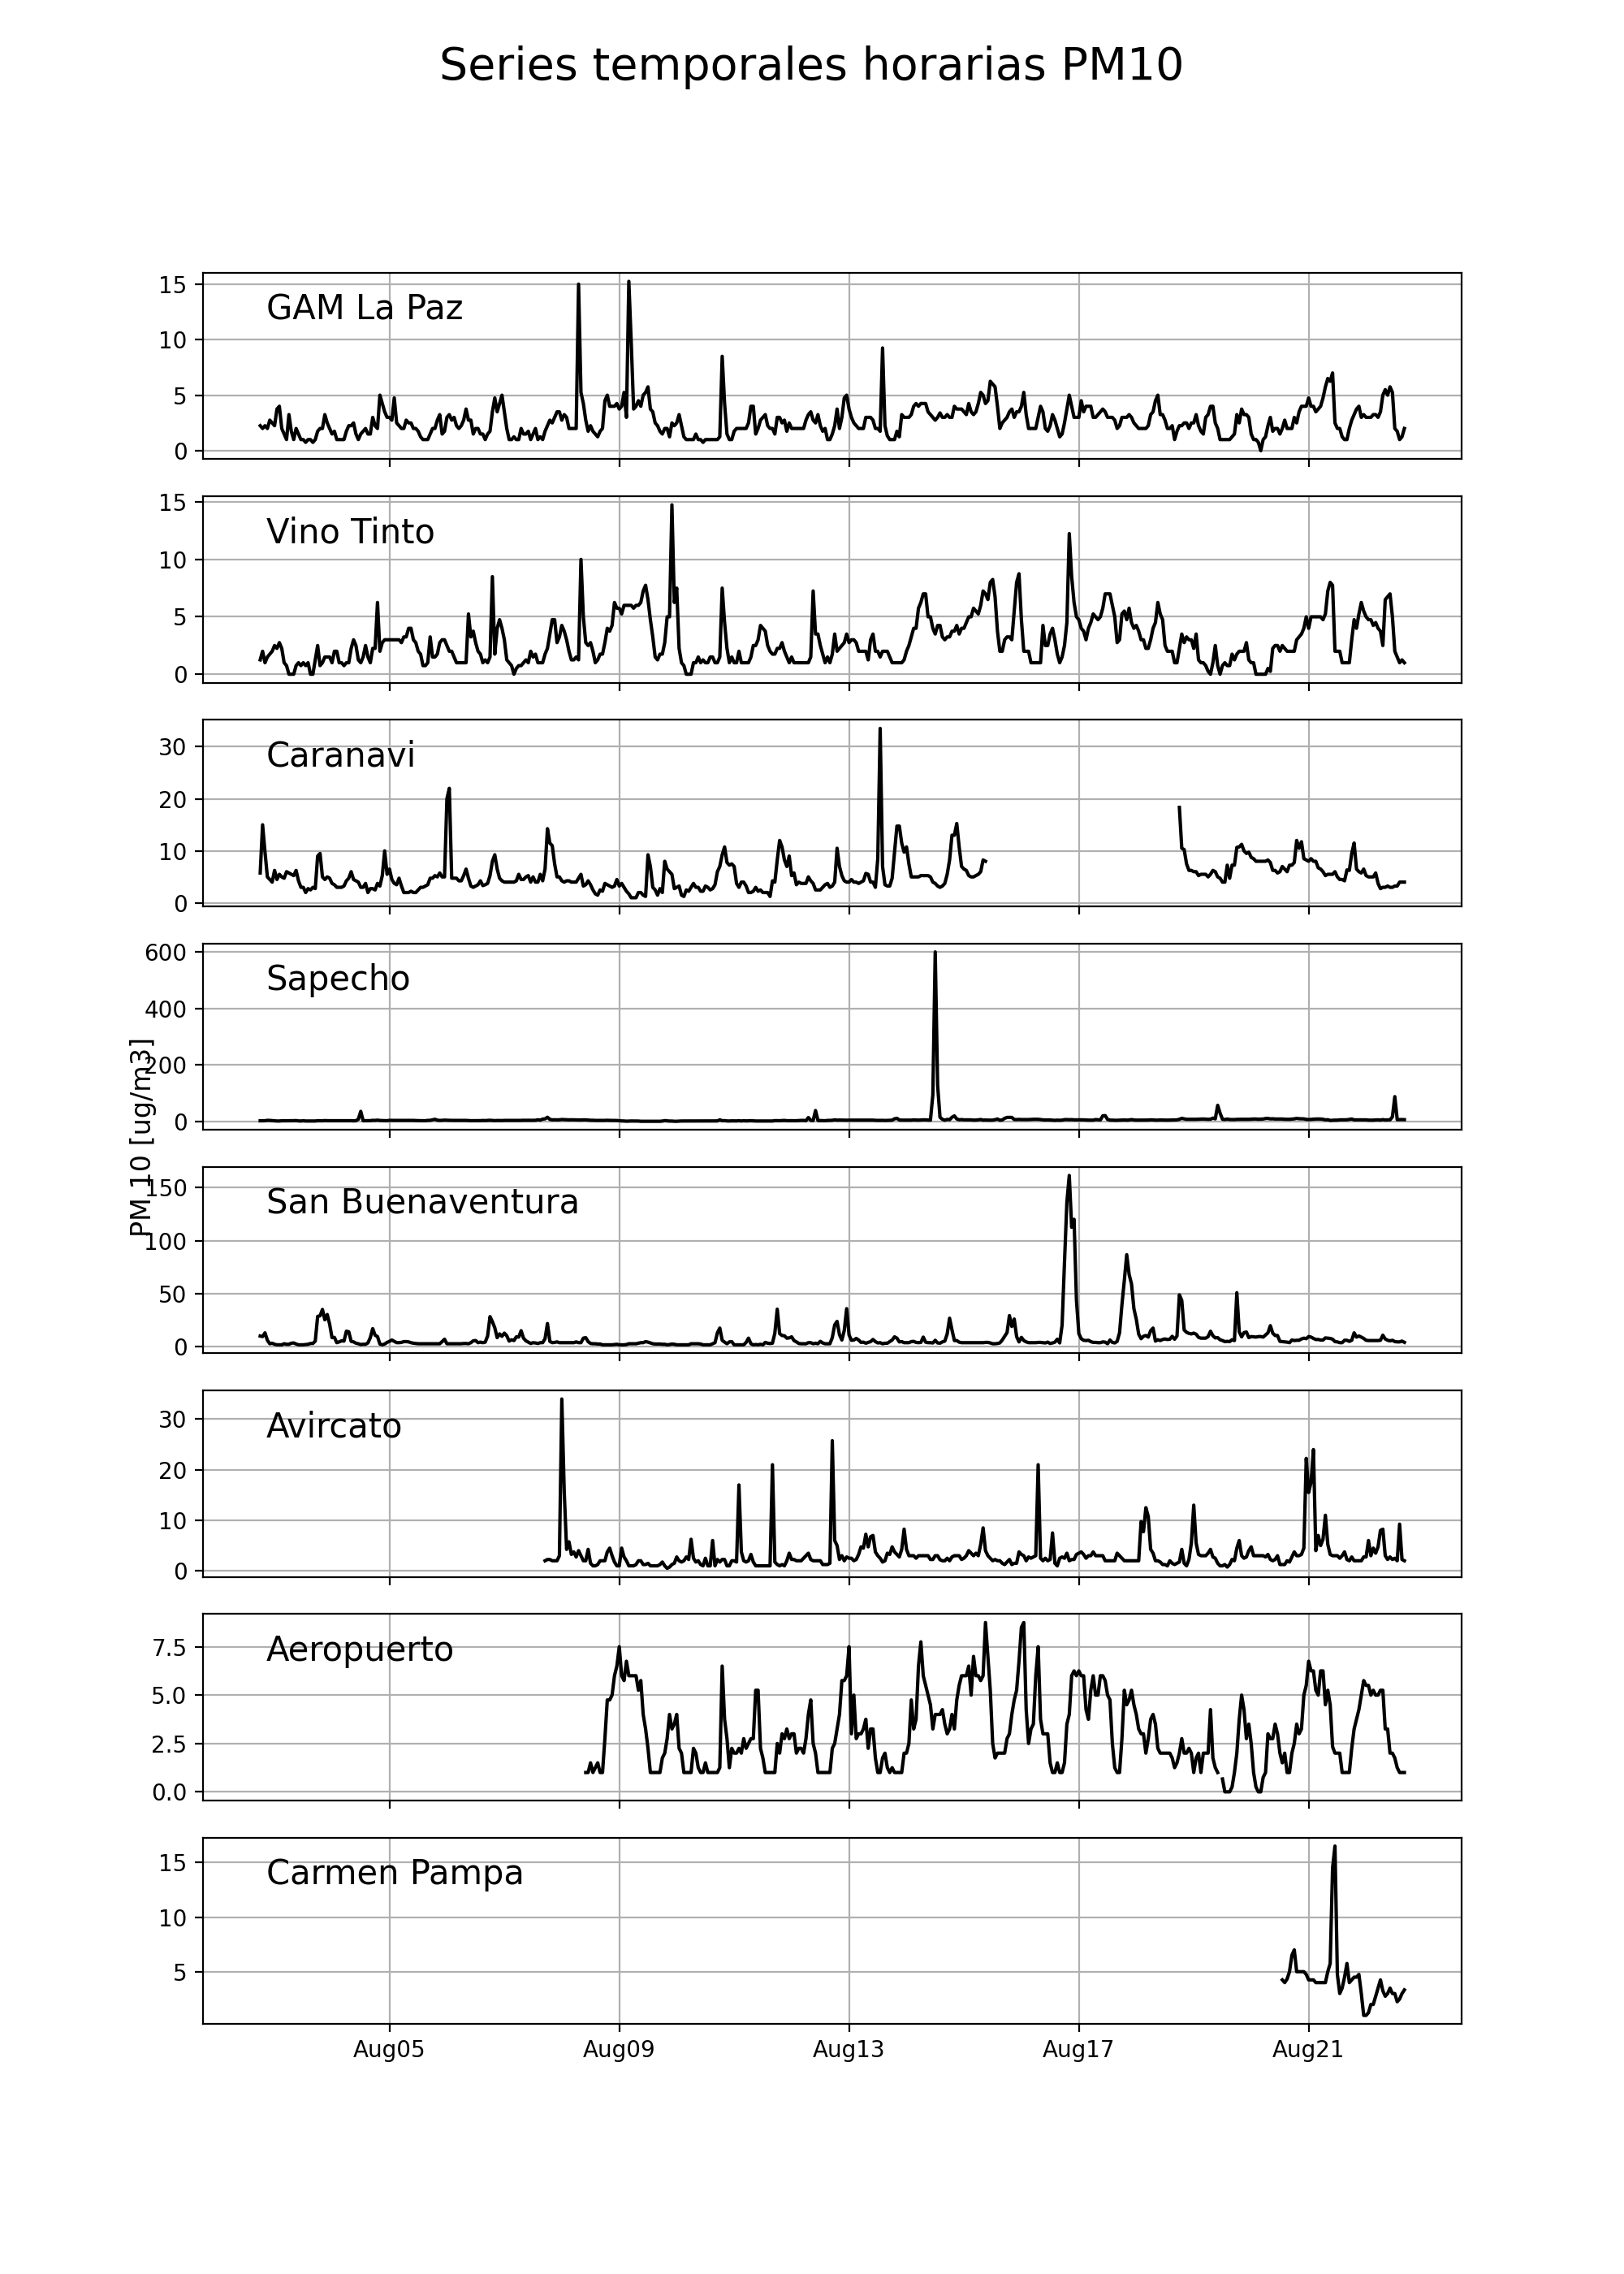 Series temporales horarias PM10
15
10
5
0
GAM La Paz
15
10
5
0
Vino Tinto
30
20
10
0
Caranavi
600
400
200
0
Sapecho
PM 10 [ug/m3]
150
100
50
0
San Buenaventura
30
20
10
0
Avircato
7.5
5.0
2.5
0.0
Aeropuerto
15
10
5
Carmen Pampa
Aug05 Aug09 Aug13 Aug17 Aug21